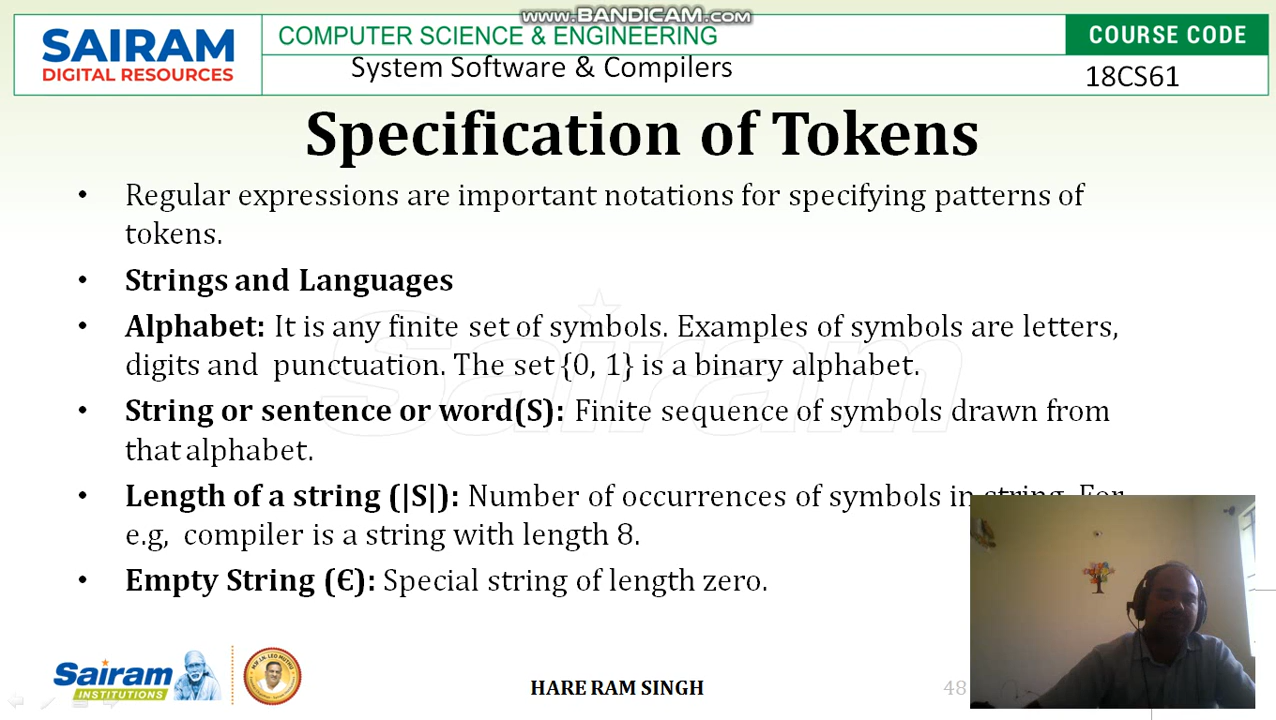 www.BANDICAM.com
SAIRAM
DIGITAL RESOURCES
COMPUTER SCIENCE & ENGINEERING
COURSE CODE
System Software & Compilers
18CS61
Specification of Tokens
• Regular expressions are important notations for specifying patterns of
tokens.
• Strings and Languages
• Alphabet: It is any finite set of symbols. Examples of symbols are letters,
digits and punctuation. The set {0, 1} is a binary alphabet.
• String or sentence or word(S): Finite sequence of symbols drawn from
that alphabet.
• Length of a string (|S|): Number of occurrences of symbols in string. For
e.g, compiler is a string with length 8.
• Empty String (Є): Special string of length zero.
Sairam
Sairam
INSTITUTIONS
HARE RAM SINGH
48